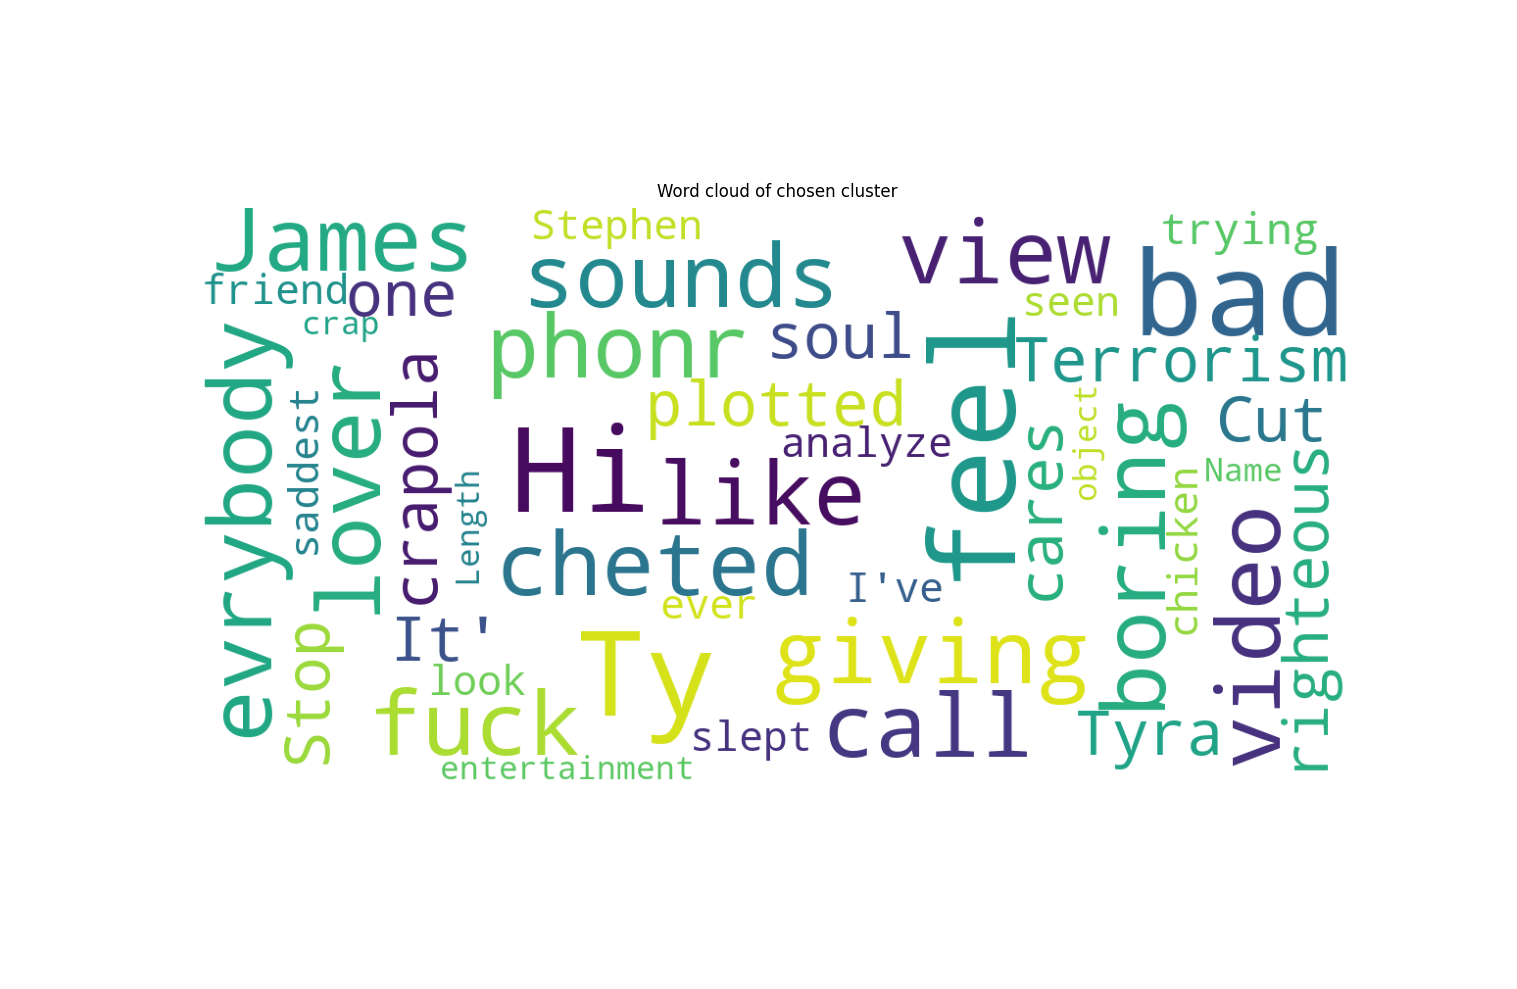 Word cloud of chosen cluster
James
Stephen
view
trying
friend
one
sounds
seen
bad
crap
phonr
soul
Terrorism
evrybody
saddest
lover
crapola
plotted
feel
object
Cut
analyze
cares
boring
Name
Hi
like
Length
chicken
righteous
cheted
I've
video
ever
It'
Stop
Ty
giving
look
fuck
slept
call
Tyra
entertainment